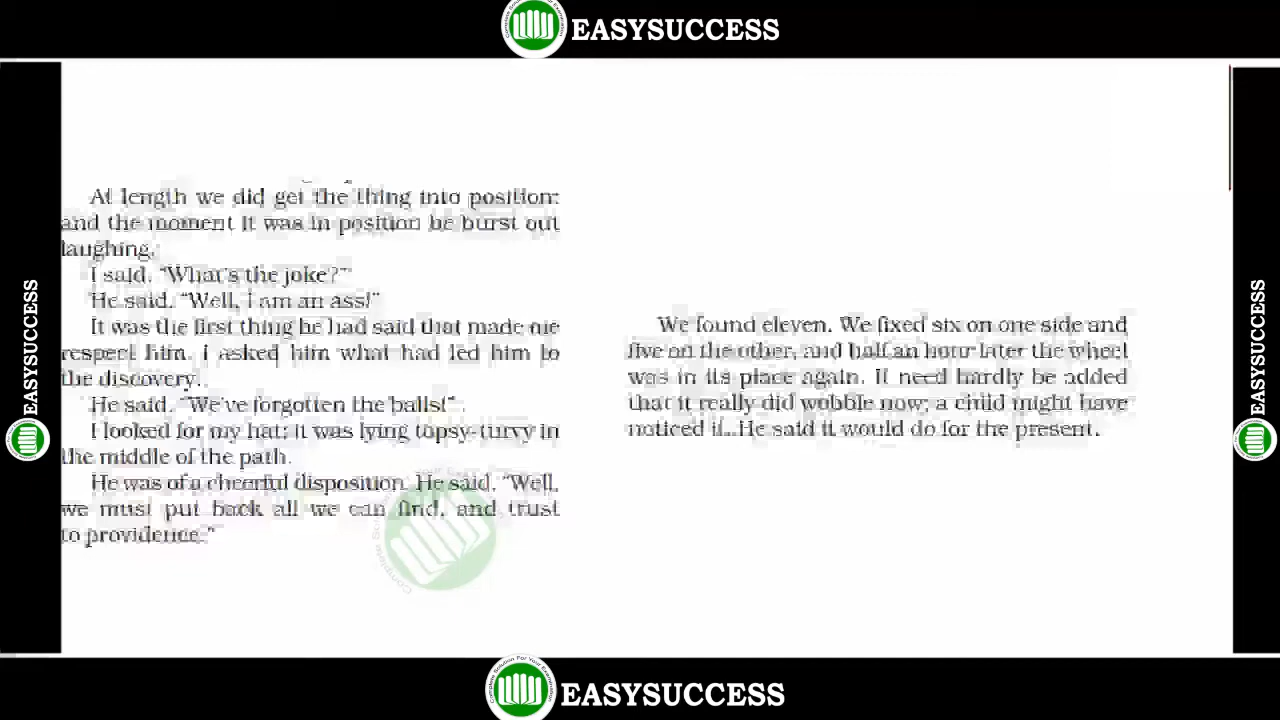 EASYSUCCESS
At length we did get the thing into position;
and the moment it was in position he burst out
laughing.
I said, “What's the joke?”
He said, “Well, I am an ass!”
It was the first thing he had said that made me
respect him. I asked him what had led him to
the discovery.
He said, “We've forgotten the balls!”
I looked for my hat; it was lying topsy-turvy in
the middle of the path.
He was of a cheerful disposition. He said, “Well,
we must put back all we can find, and trust
to providence.”
We found eleven. We fixed six on one side and
five on the other, and half an hour later the wheel
was in its place again. It need hardly be added
that it really did wobble now; a child might have
noticed it. He said it would do for the present.
EASYSUCCESS
EASYSUCCESS
Complete Solution For Your Examination
EASYSUCCESS